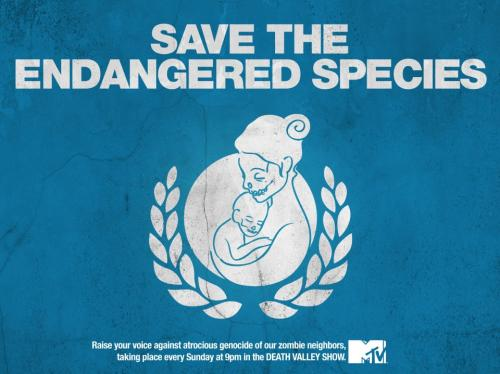 SAVE THE
ENDANGERED SPECIES
Raise your voice against atrocious genocide of our zombie neighbors,
taking place every Sunday at 9pm in the DEATH VALLEY SHOW.
MTV